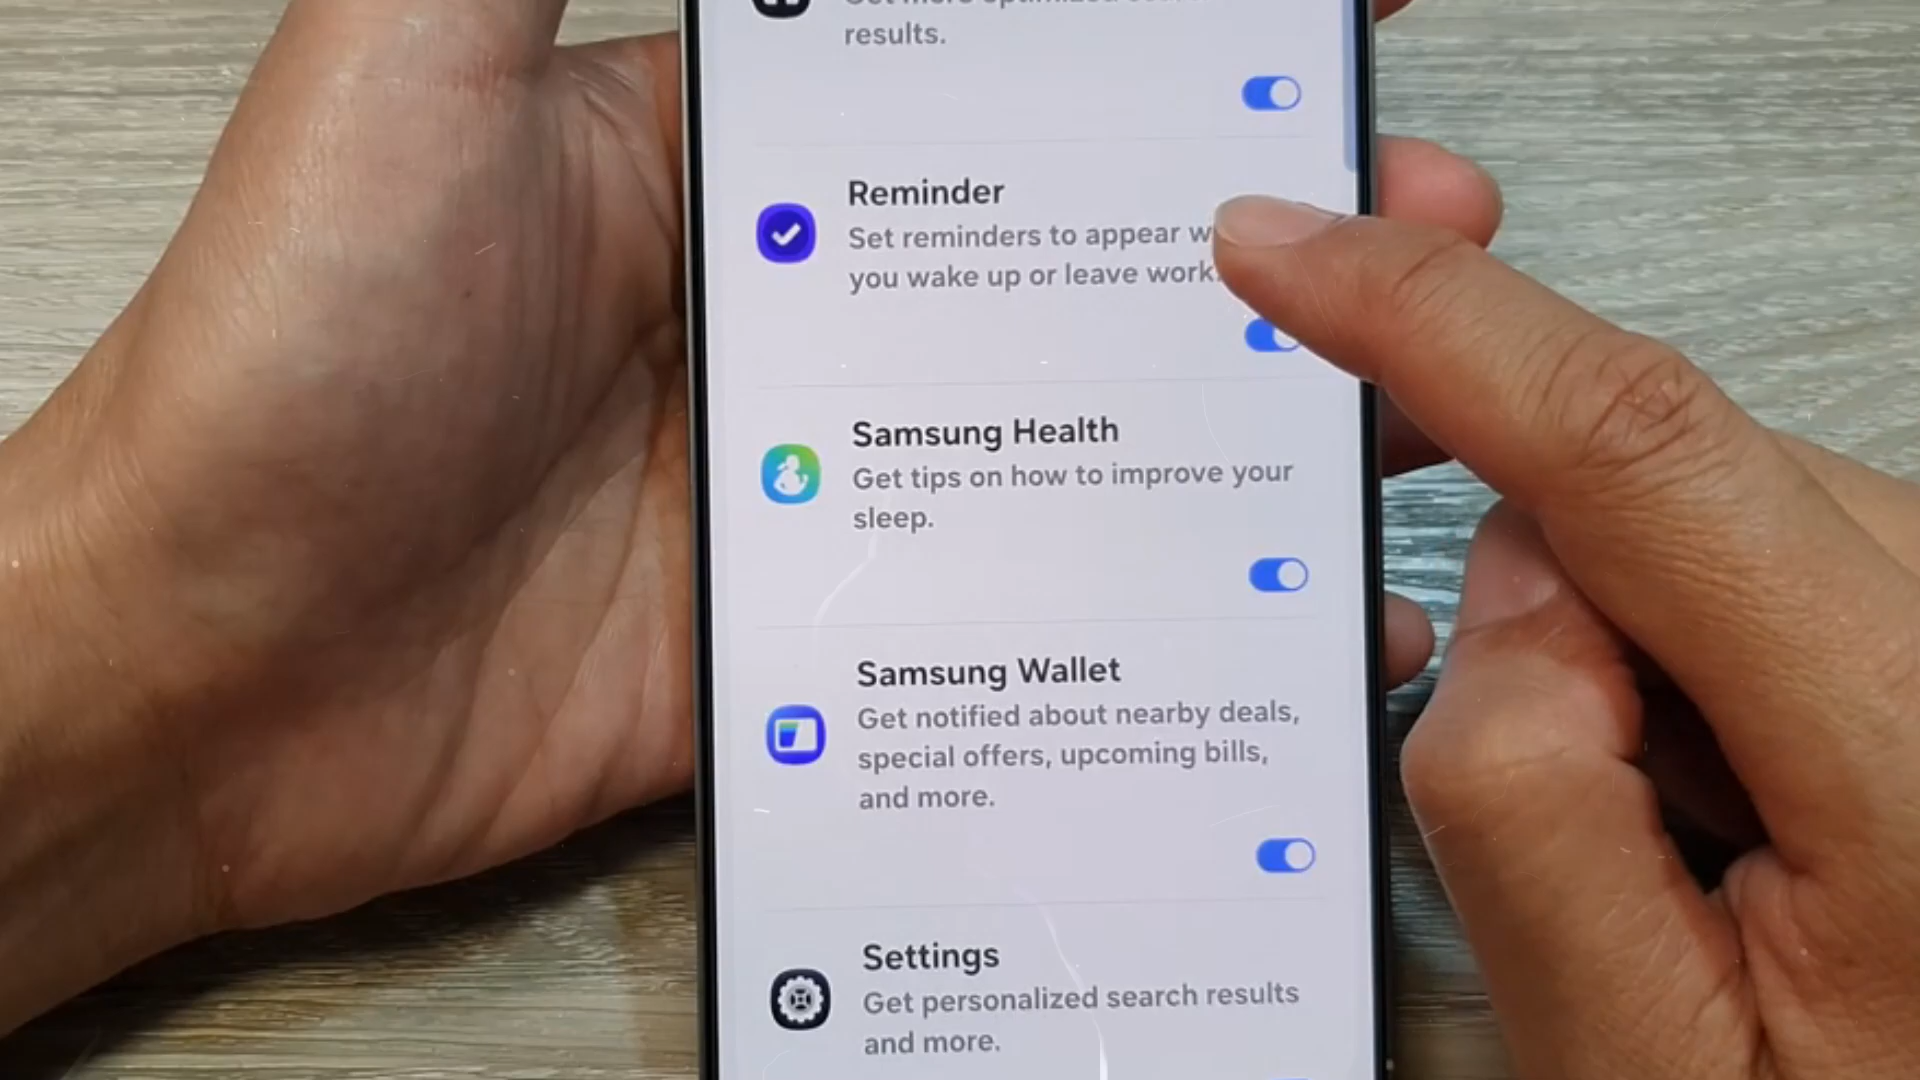 results.
Reminder
Set reminders to appear
you wake up or leave work.
Samsung Health
Get tips on how to improve your
sleep.
Samsung Wallet
Get notified about nearby deals,
special offers, upcoming bills,
and more.
Settings
Get personalized search results
and more.